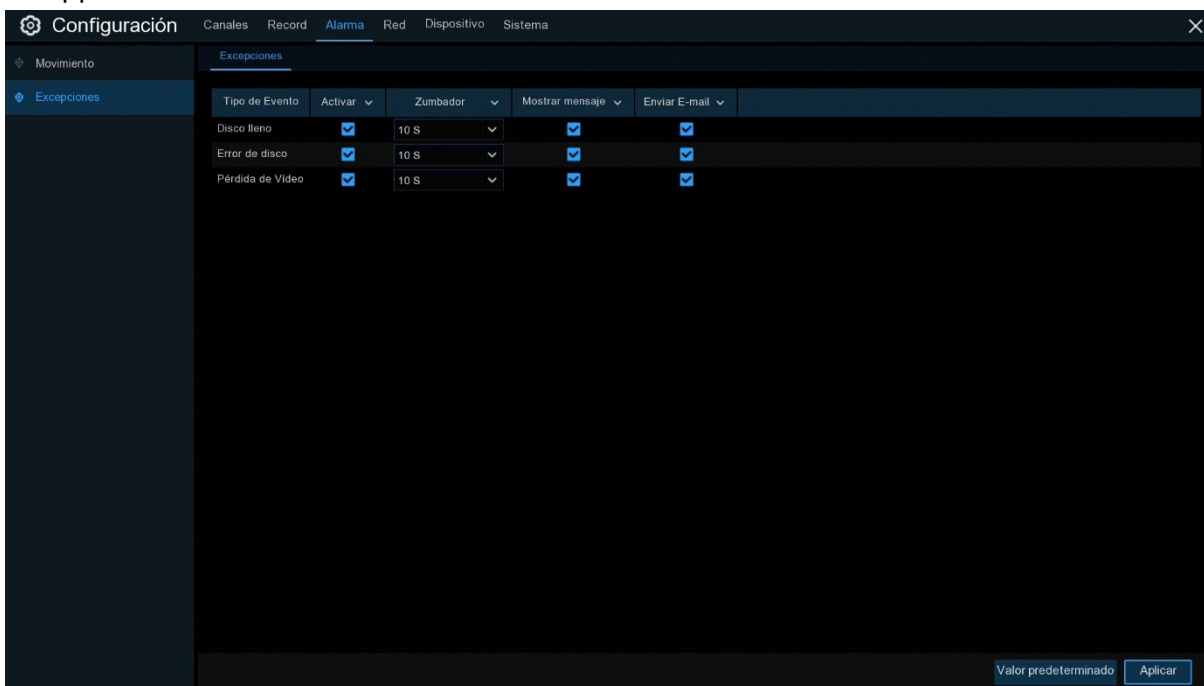 Configuración Canales Record Alarma Red Dispositivo Sistema
Movimiento
Excepciones
Excepciones
Tipo de Evento Activar Zumbador Mostrar mensaje Enviar E-mail
Disco lleno 10 S
Error de disco 10 S
Pérdida de Vídeo 10 S
Valor predeterminado Aplicar